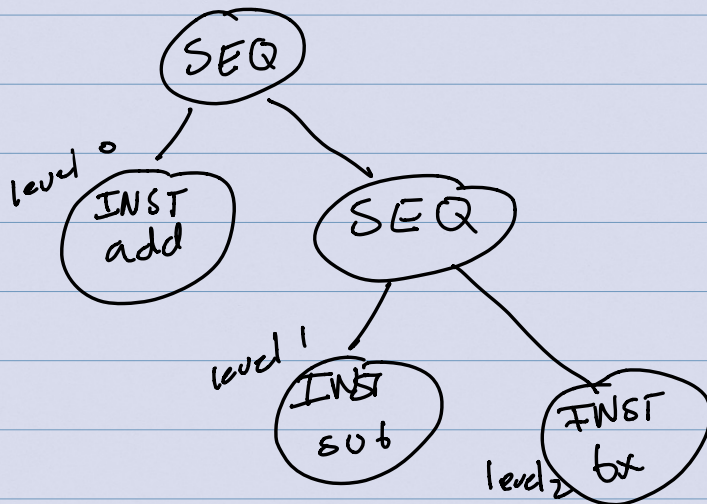 SEQ
level 0
INST
add
SEQ
level 1
INST
sub
INST
bx
level 2